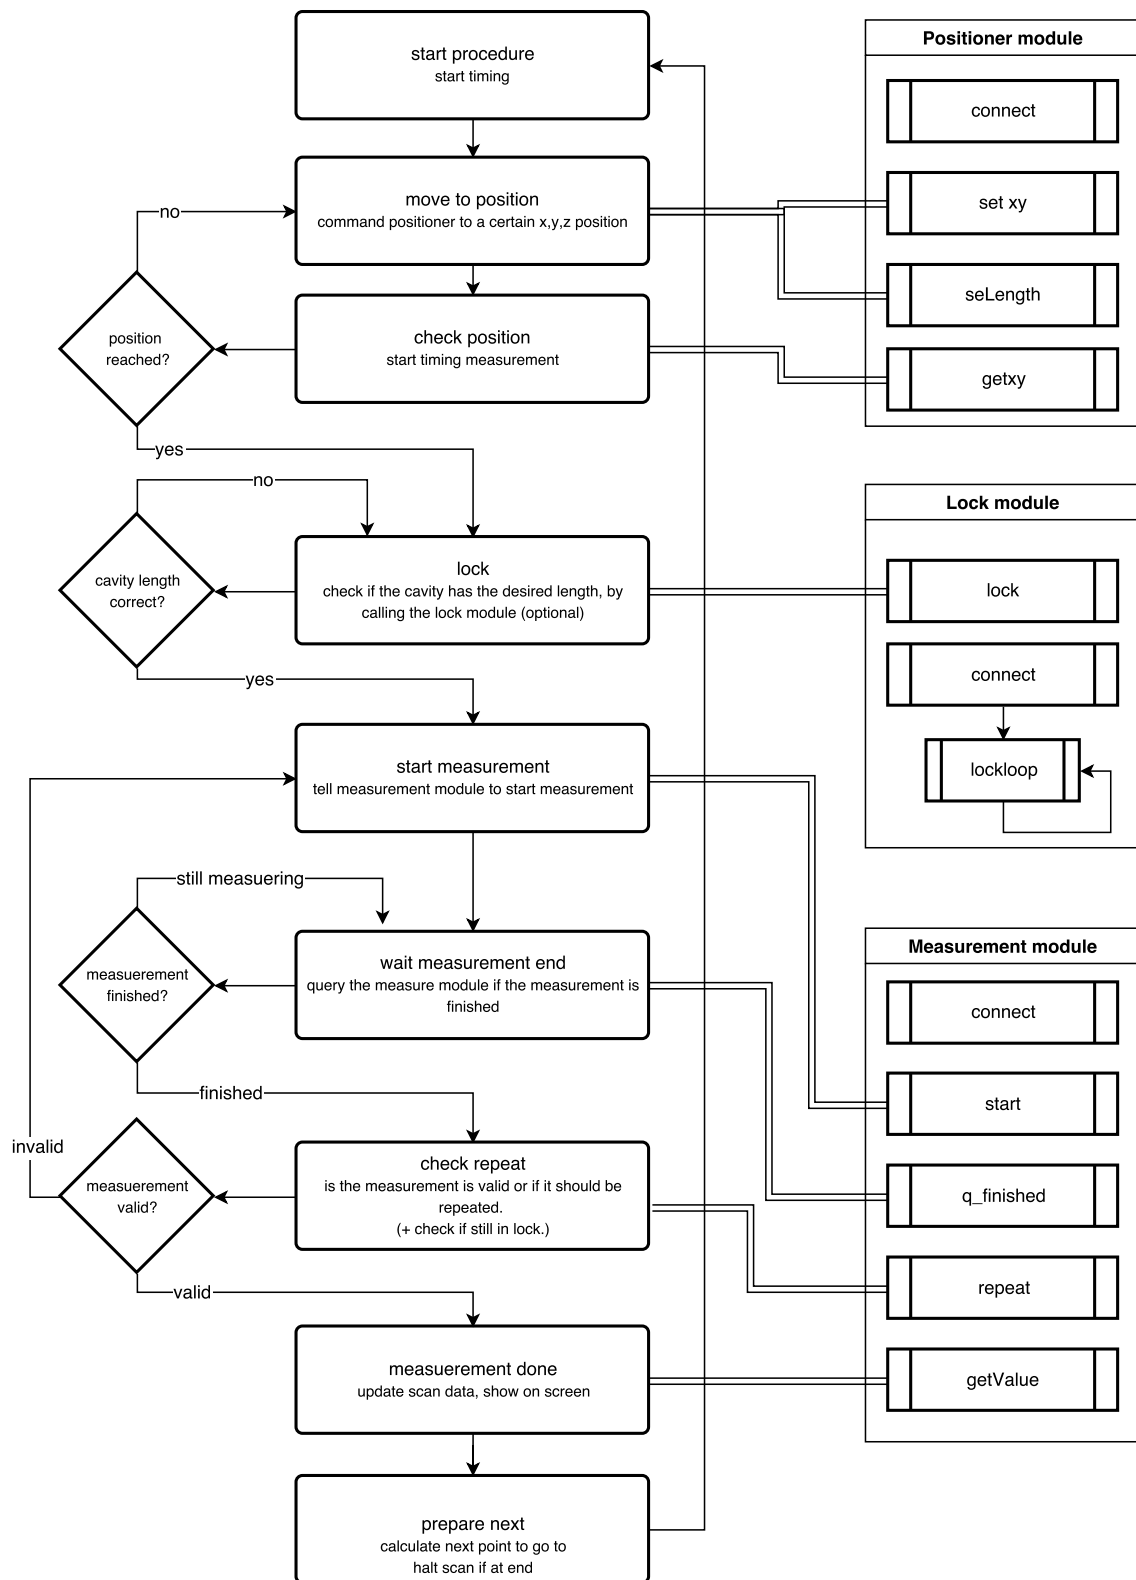 start procedure
start timing
move to position
command positioner to a certain x,y,z position
no
check position
start timing measurement
position
reached?
yes
no
lock
check if the cavity has the desired length, by
calling the lock module (optional)
cavity length
correct?
yes
start measurement
tell measurement module to start measurement
still measuering
wait measurement end
query the measure module if the measurement is
finished
measuerement
finished?
finished
invalid
check repeat
is the measurement is valid or if it should be
repeated.
(+ check if still in lock.)
measuerement
valid?
valid
measuerement done
update scan data, show on screen
prepare next
calculate next point to go to
halt scan if at end
Positioner module
connect
set xy
seLength
getxy
Lock module
lock
connect
lockloop
Measurement module
connect
start
q_finished
repeat
getValue